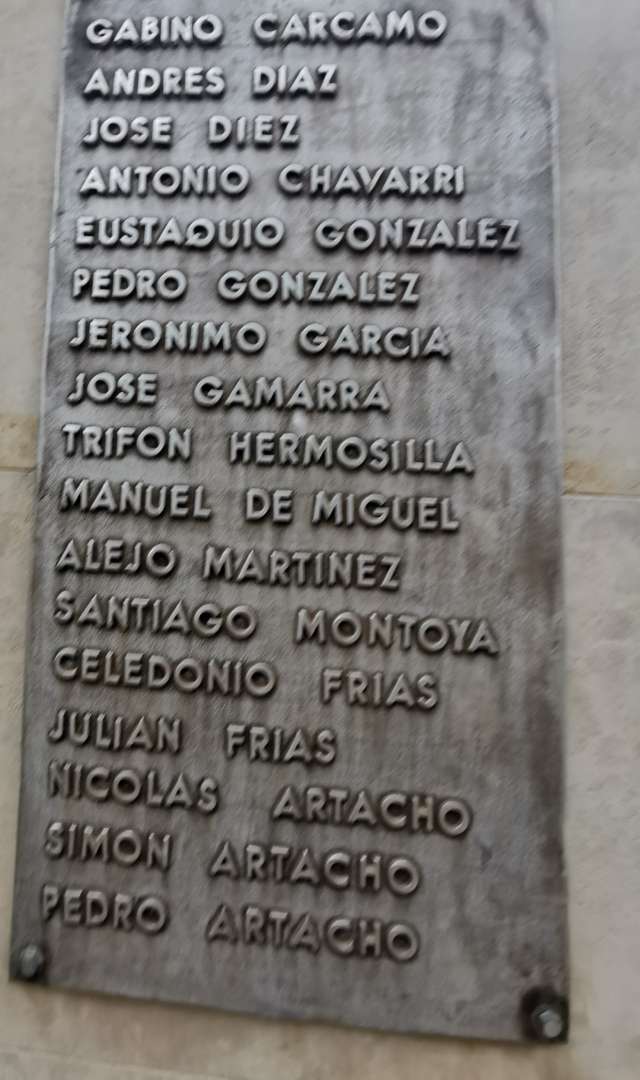 GABINO CARCAMO
ANDRES DIAZ
JOSE DIEZ
ANTONIO CHAVARRI
EUSTAQUIO GONZALEZ
PEDRO GONZALEZ
JERONIMO GARCIA
JOSE GAMARRA
TRIFON HERMOSILLA
MANUEL DE MIGUEL
ALEJO MARTINEZ
SANTIAGO MONTOYA
CELEDONIO FRIAS
JULIAN FRIAS
NICOLAS ARTACHO
SIMON ARTACHO
PEDRO ARTACHO